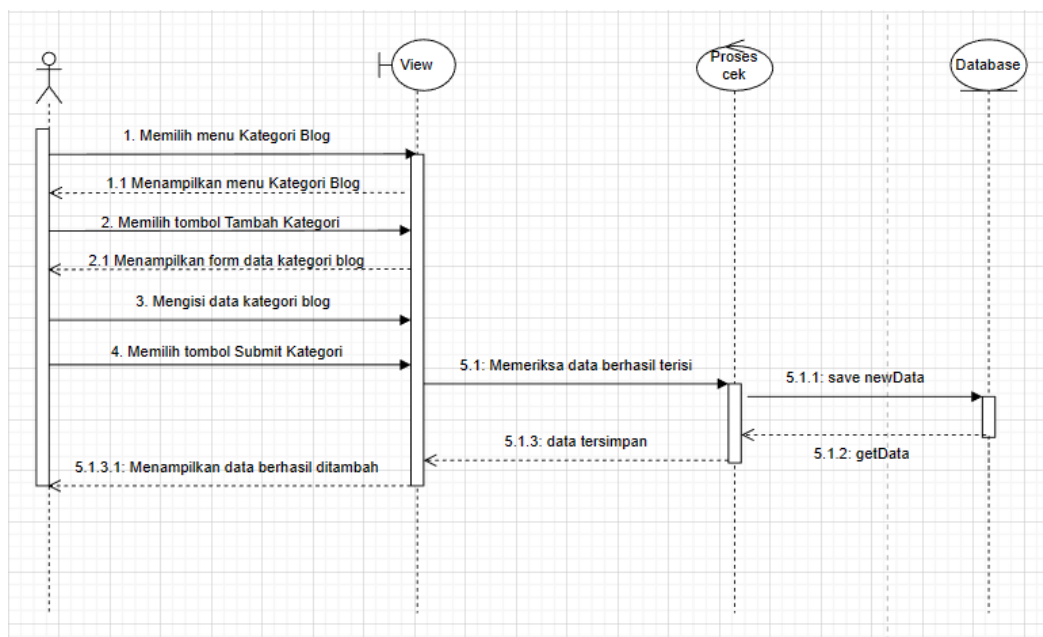 View
Proses
cek
Database
1. Memilih menu Kategori Blog
1.1 Menampilkan menu Kategori Blog
2. Memilih tombol Tambah Kategori
2.1 Menampilkan form data kategori blog
3. Mengisi data kategori blog
4. Memilih tombol Submit Kategori
5.1: Memeriksa data berhasil terisi
5.1.1: save newData
5.1.2: getData
5.1.3: data tersimpan
5.1.3.1: Menampilkan data berhasil ditambah